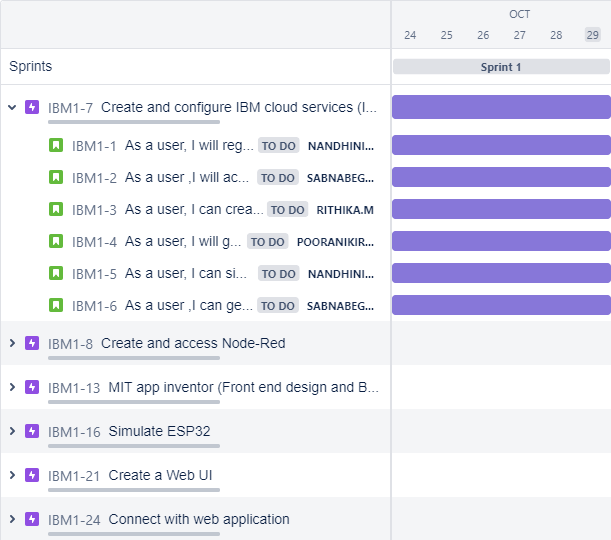 OCT
24 25 26 27 28 29
Sprints
Sprint 1
IBM1-7 Create and configure IBM cloud services (I...
IBM1-1 As a user, I will reg... TO DO NANDHINI...
IBM1-2 As a user ,I will ac... TO DO SABNABEG...
IBM1-3 As a user, I can crea... TO DO RITHIKA.M
IBM1-4 As a user, I will g... TO DO POORANIKIR...
IBM1-5 As a user, I can si... TO DO NANDHINI...
IBM1-6 As a user ,I can ge... TO DO SABNABEG...
IBM1-8 Create and access Node-Red
IBM1-13 MIT app inventor (Front end design and B...
IBM1-16 Simulate ESP32
IBM1-21 Create a Web UI
IBM1-24 Connect with web application